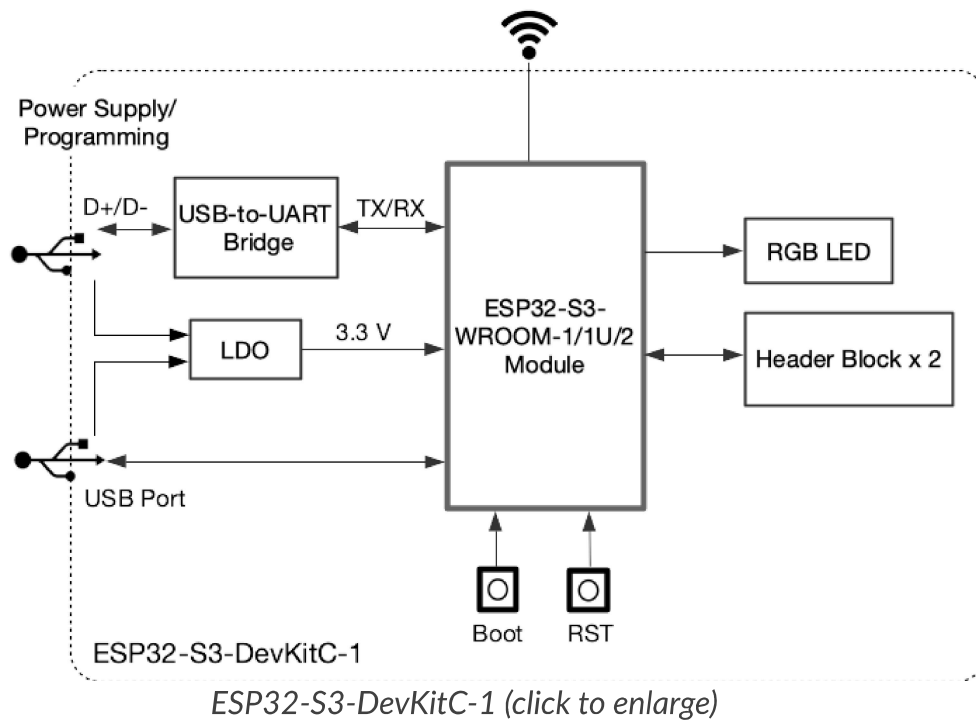 Power Supply/
Programming
D+/D-
USB-to-UART
Bridge
TX/RX
RGB LED
ESP32-S3-
WROOM-1/1U/2
Module
LDO
3.3 V
Header Block x 2
USB Port
Boot
RST
ESP32-S3-DevKitC-1
ESP32-S3-DevKitC-1 (click to enlarge)